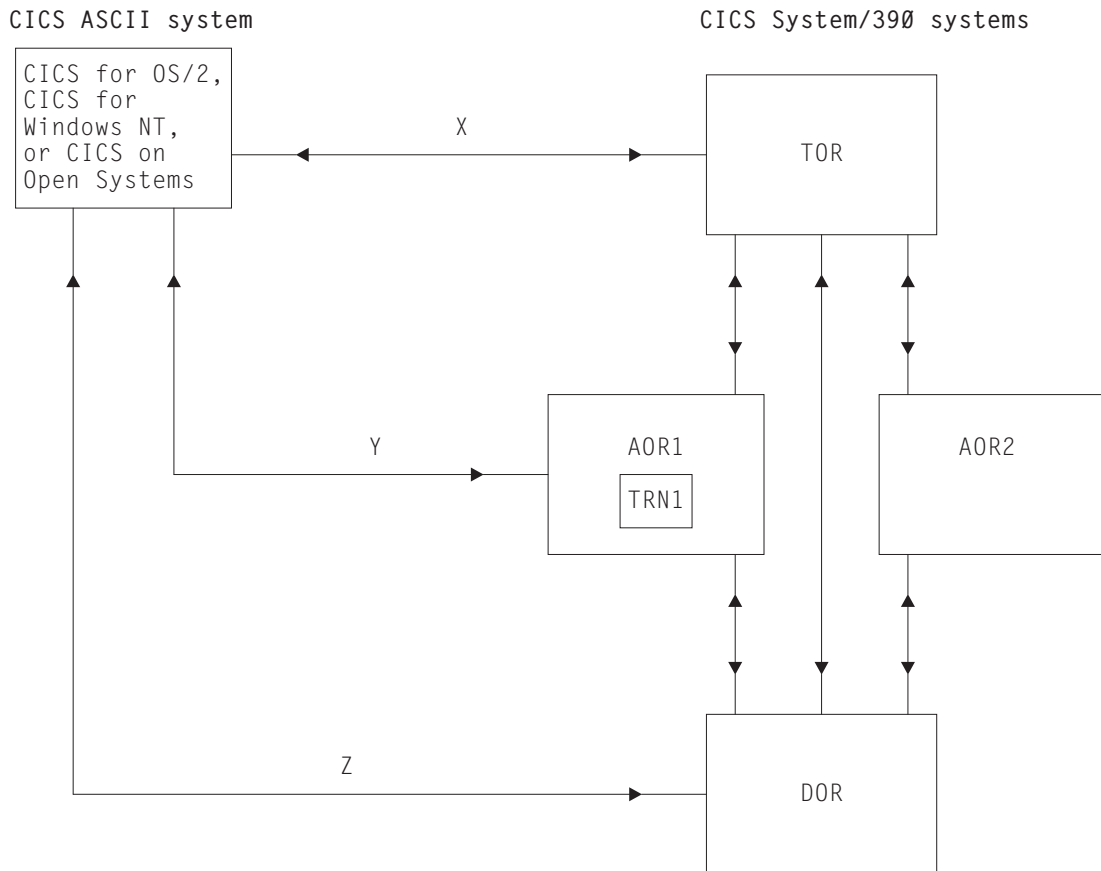 CICS ASCII system
CICS System/390 systems
CICS for OS/2,
CICS for
Windows NT,
or CICS on
Open Systems
X
TOR
Y
AOR1
TRN1
AOR2
Z
DOR